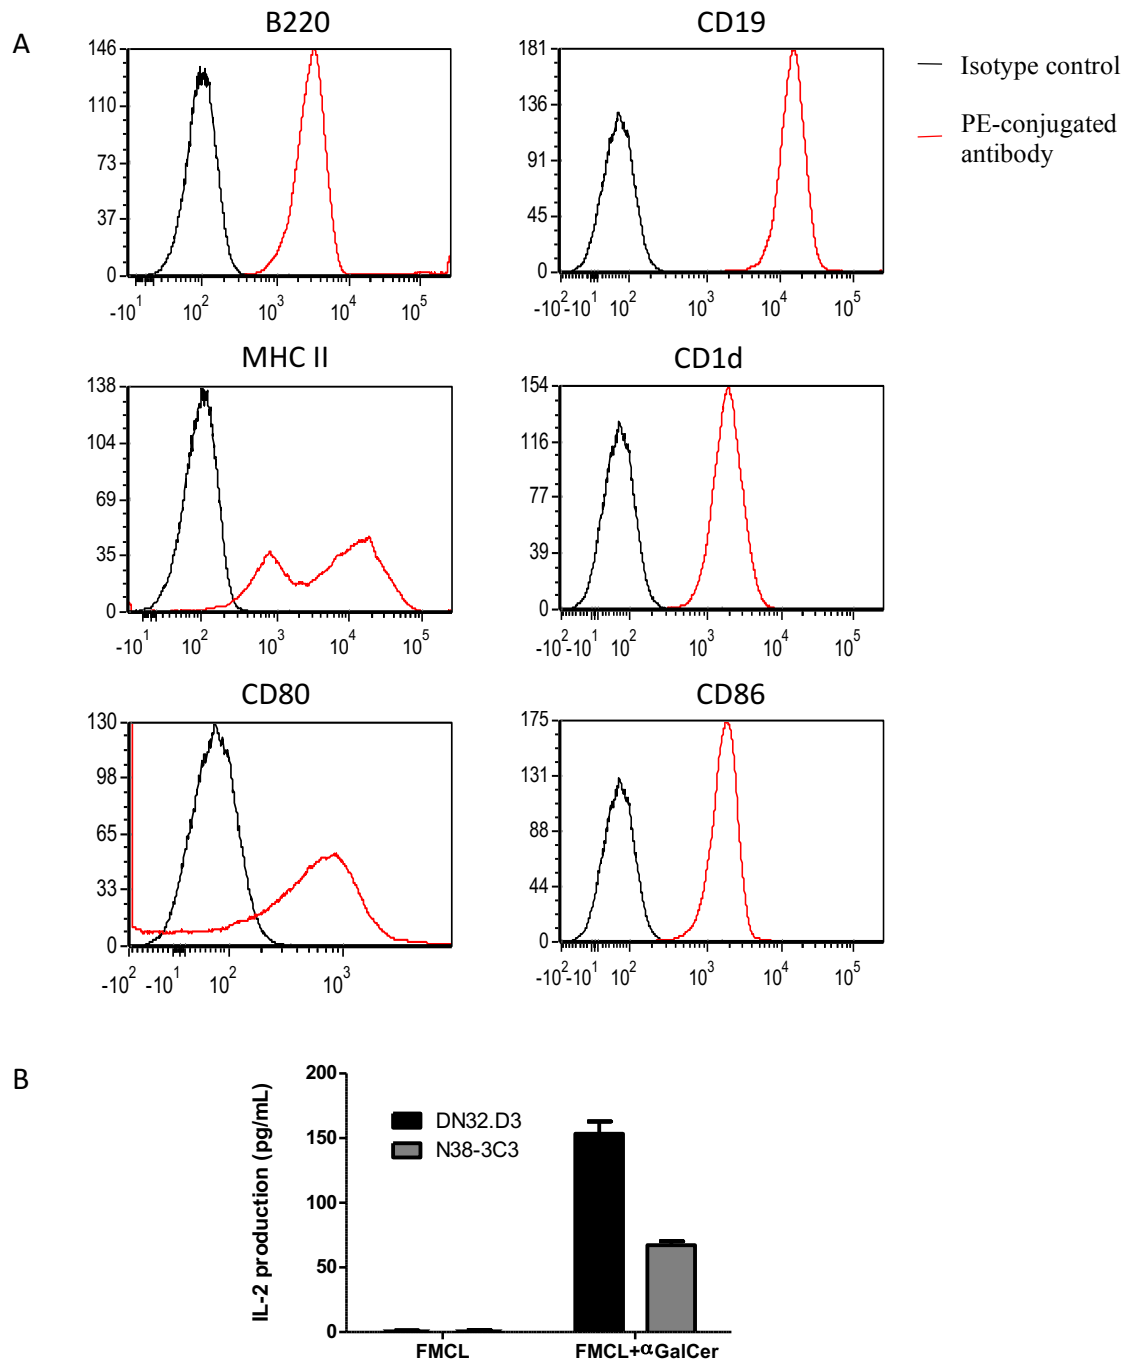 A
B220
146
110
73
37
0
-10^1 10^2 10^3 10^4 10^5
CD19
181
136
91
45
0
-10^2 -10^1 10^2 10^3 10^4 10^5
Isotype control
PE-conjugated
antibody
MHC II
138
104
69
35
0
-10^1 10^2 10^3 10^4 10^5
CD1d
154
116
77
39
0
-10^2 -10^1 10^2 10^3 10^4 10^5
CD80
130
98
65
33
0
-10^2 -10^1 10^2 10^3
CD86
175
131
88
44
0
-10^2 -10^1 10^2 10^3 10^4 10^5
B
IL-2 production (pg/mL)
200
150
100
50
0
DN32.D3
N38-3C3
FMCL FMCL+αGalCer